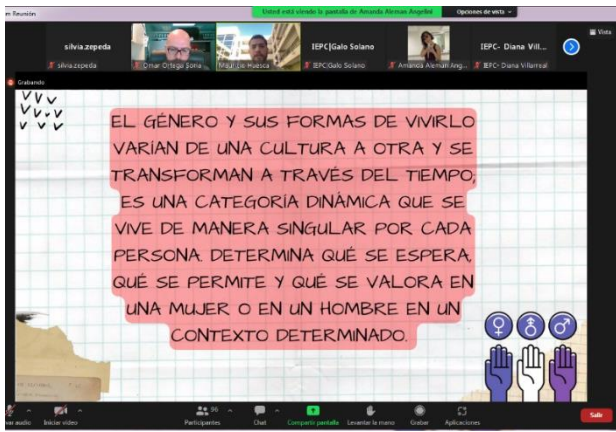 Reunión
Usted está viendo la pantalla de Amanda Aleman Angelini
Opciones de vista
Vista
silvia.zepeda
IEPC|Galo Solano
IEPC- Diana Vill...
silvia.zepeda
Omar Ortega Soria
Mauricio Huesca
IEPC|Galo Solano
Amanda Aleman Ang...
IEPC- Diana Villarreal
Grabando
EL GÉNERO Y SUS FORMAS DE VIVIRLO
VARÍAN DE UNA CULTURA A OTRA Y SE
TRANSFORMAN A TRAVÉS DEL TIEMPO;
ES UNA CATEGORÍA DINÁMICA QUE SE
VIVE DE MANERA SINGULAR POR CADA
PERSONA. DETERMINA QUÉ SE ESPERA,
QUÉ SE PERMITE Y QUÉ SE VALORA EN
UNA MUJER O EN UN HOMBRE EN UN
CONTEXTO DETERMINADO.
var audio
Iniciar video
96
Participantes
Chat
Compartir pantalla
Levantar la mano
Grabar
Aplicaciones
Salir